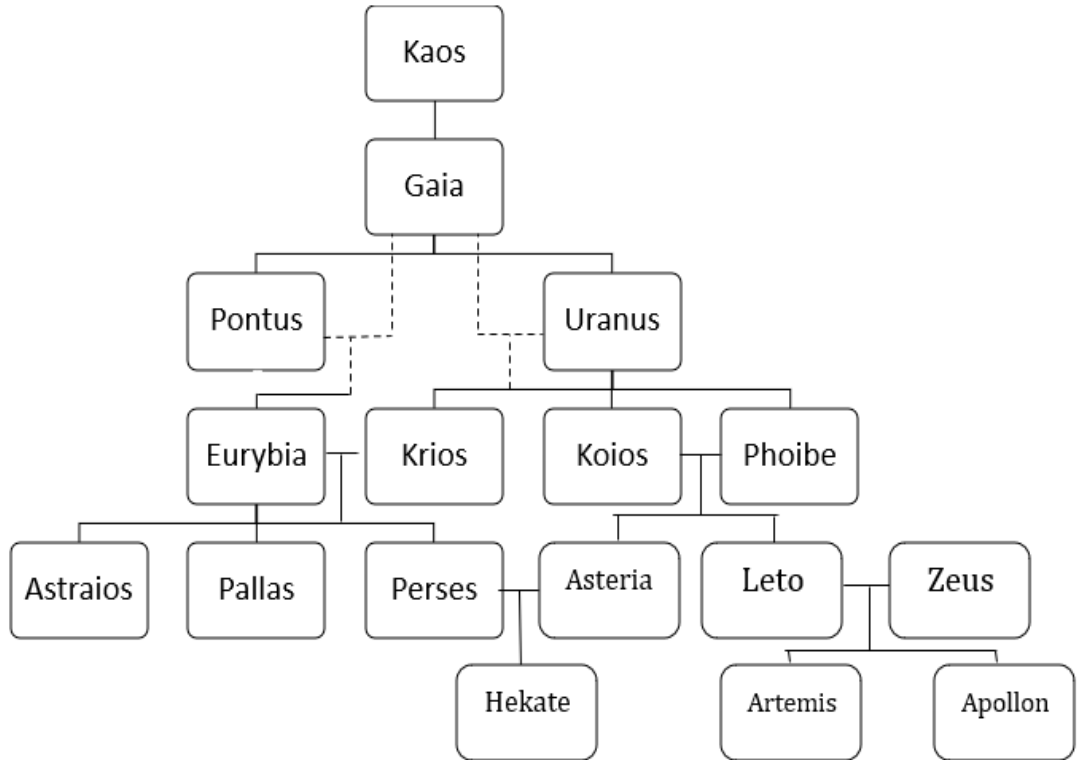 Kaos
Gaia
Pontus
Uranus
Eurybia
Krios
Koios
Phoibe
Astraios
Pallas
Perses
Asteria
Leto
Zeus
Hekate
Artemis
Apollon